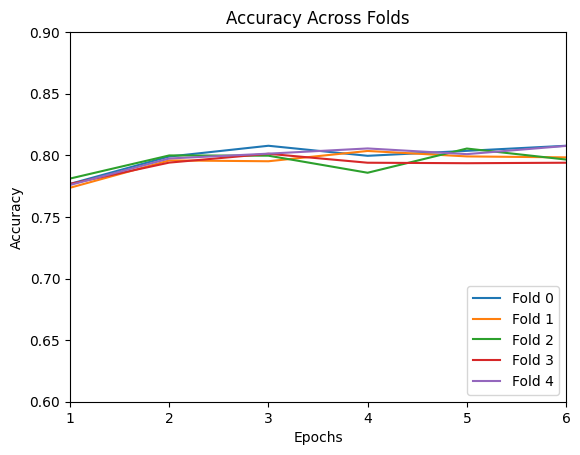 Accuracy Across Folds
0.90
0.85
0.80
0.75
0.70
0.65
0.60
Accuracy
1 2 3 4 5 6
Epochs
Fold 0
Fold 1
Fold 2
Fold 3
Fold 4